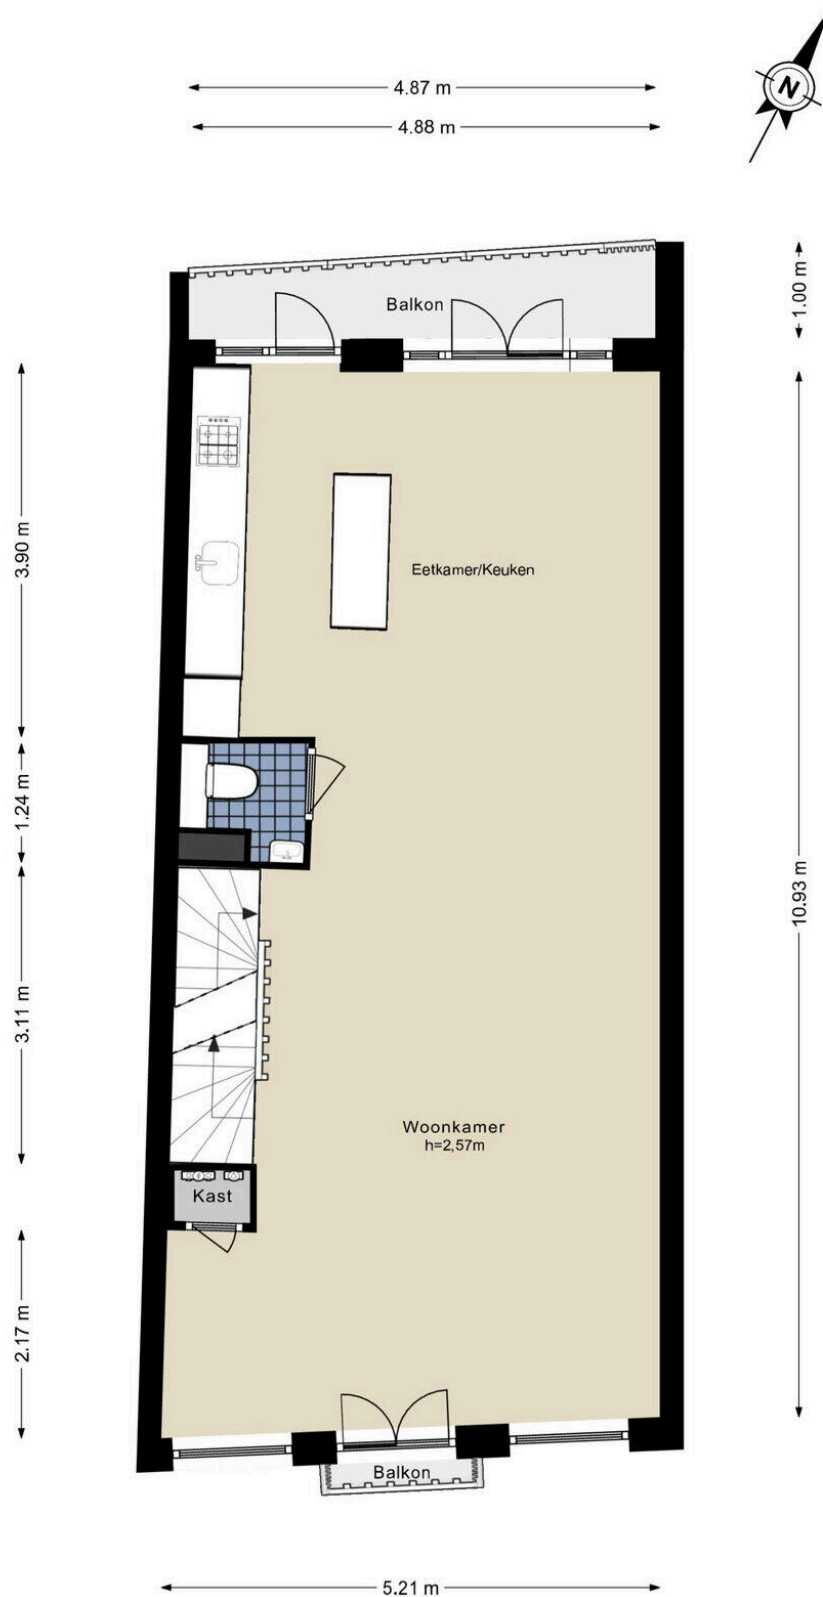 N
4.87 m
4.88 m
1.00 m
Balkon
3.90 m
Eetkamer/Keuken
1.24 m
10.93 m
3.11 m
Woonkamer
h=2,57m
Kast
2.17 m
Balkon
5.21 m